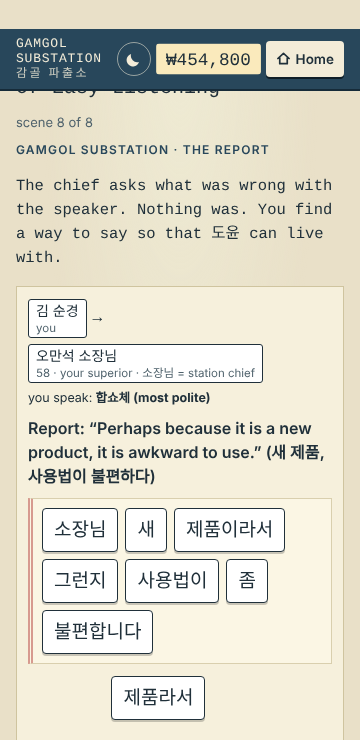 GAMGOL
SUBSTATION
감골 파출소
₩454,800
Home
of Easy Listening
scene 8 of 8
GAMGOL SUBSTATION · THE REPORT
The chief asks what was wrong with
the speaker. Nothing was. You find
a way to say so that 도윤 can live
with.
김 순경
you
→
오만석 소장님
58 · your superior · 소장님 = station chief
you speak: 합쇼체 (most polite)
Report: “Perhaps because it is a new
product, it is awkward to use.” (새 제품,
사용법이 불편하다)
소장님 새 제품이라서
그런지 사용법이 좀
불편합니다
제품라서